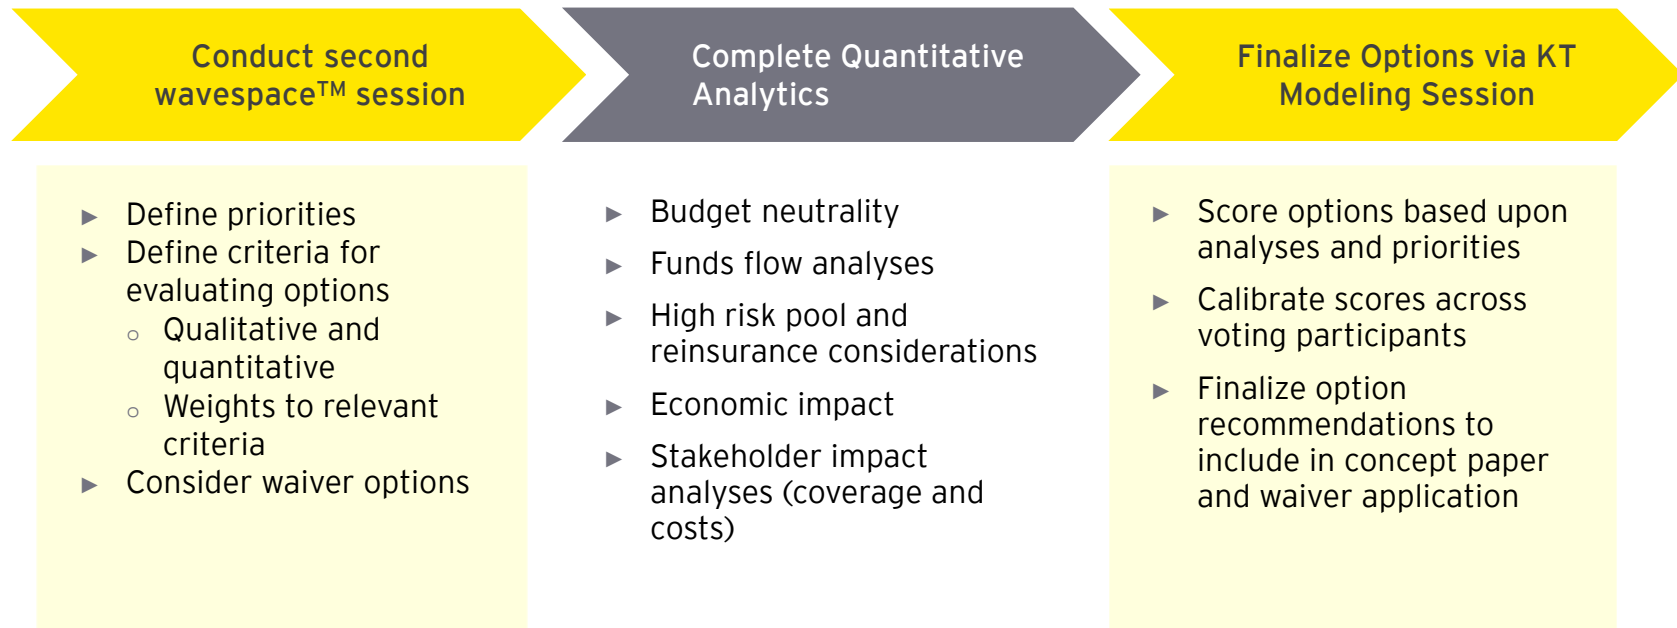 Conduct second
wavespace™ session
► Define priorities
► Define criteria for
evaluating options
o Qualitative and
quantitative
o Weights to relevant
criteria
► Consider waiver options
Complete Quantitative
Analytics
► Budget neutrality
► Funds flow analyses
► High risk pool and
reinsurance considerations
► Economic impact
► Stakeholder impact
analyses (coverage and
costs)
Finalize Options via KT
Modeling Session
► Score options based upon
analyses and priorities
► Calibrate scores across
voting participants
► Finalize option
recommendations to
include in concept paper
and waiver application